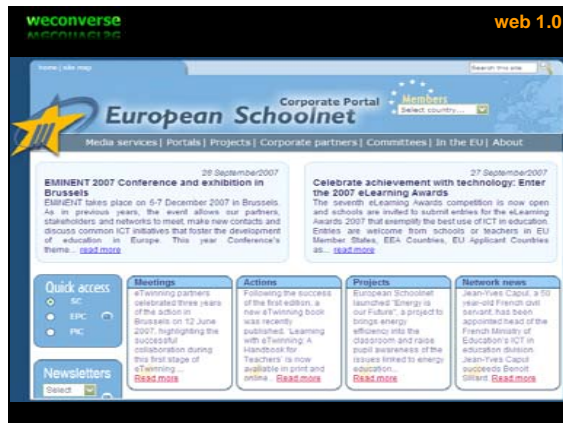 weconverse
web 1.0
home | site map
Search this site
Corporate Portal
Members
European Schoolnet
Select country...
Media services | Portals | Projects | Corporate partners | Committees | In the EU | About
28 September2007
EMINENT 2007 Conference and exhibition in
Brussels
EMINENT takes place on 6-7 December 2007 in Brussels.
As in previous years, the event allows our partners,
stakeholders and networks to meet, make new contacts and
discuss common ICT initiatives that foster the development
of education in Europe. This year Conference's
theme... read more
27 September2007
Celebrate achievement with technology: Enter
the 2007 eLearning Awards
The seventh eLearning Awards competition is now open
and schools are invited to submit entries for the eLearning
Awards 2007 that exemplify the best use of ICT in education.
Entries are welcome from schools or teachers in EU
Member States, EEA Countries, EU Applicant Countries
as... read more
Quick access
SC
EPC
PIC
Newsletters
Select
Meetings
eTwinning partners
celebrated three years
of the action in
Brussels on 12 June
2007, highlighting the
successful
collaboration during
this first stage of
eTwinning...
Read more
Actions
Following the success
of the first edition, a
new eTwinning book
was recently
published. 'Learning
with eTwinning: A
Handbook for
Teachers' is now
available in print and
online... Read more
Projects
European Schoolnet
launched "Energy is
our Future", a project to
brings energy
efficiency into the
classroom and raise
pupil awareness of the
issues linked to energy
education...
Read more
Network news
Jean-Yves Capul, a 50
year-old French civil
servant, has been
appointed head of the
French Ministry of
Education's ICT in
education division.
Jean-Yves Capul
succeeds Benoit
Sillard. Read more